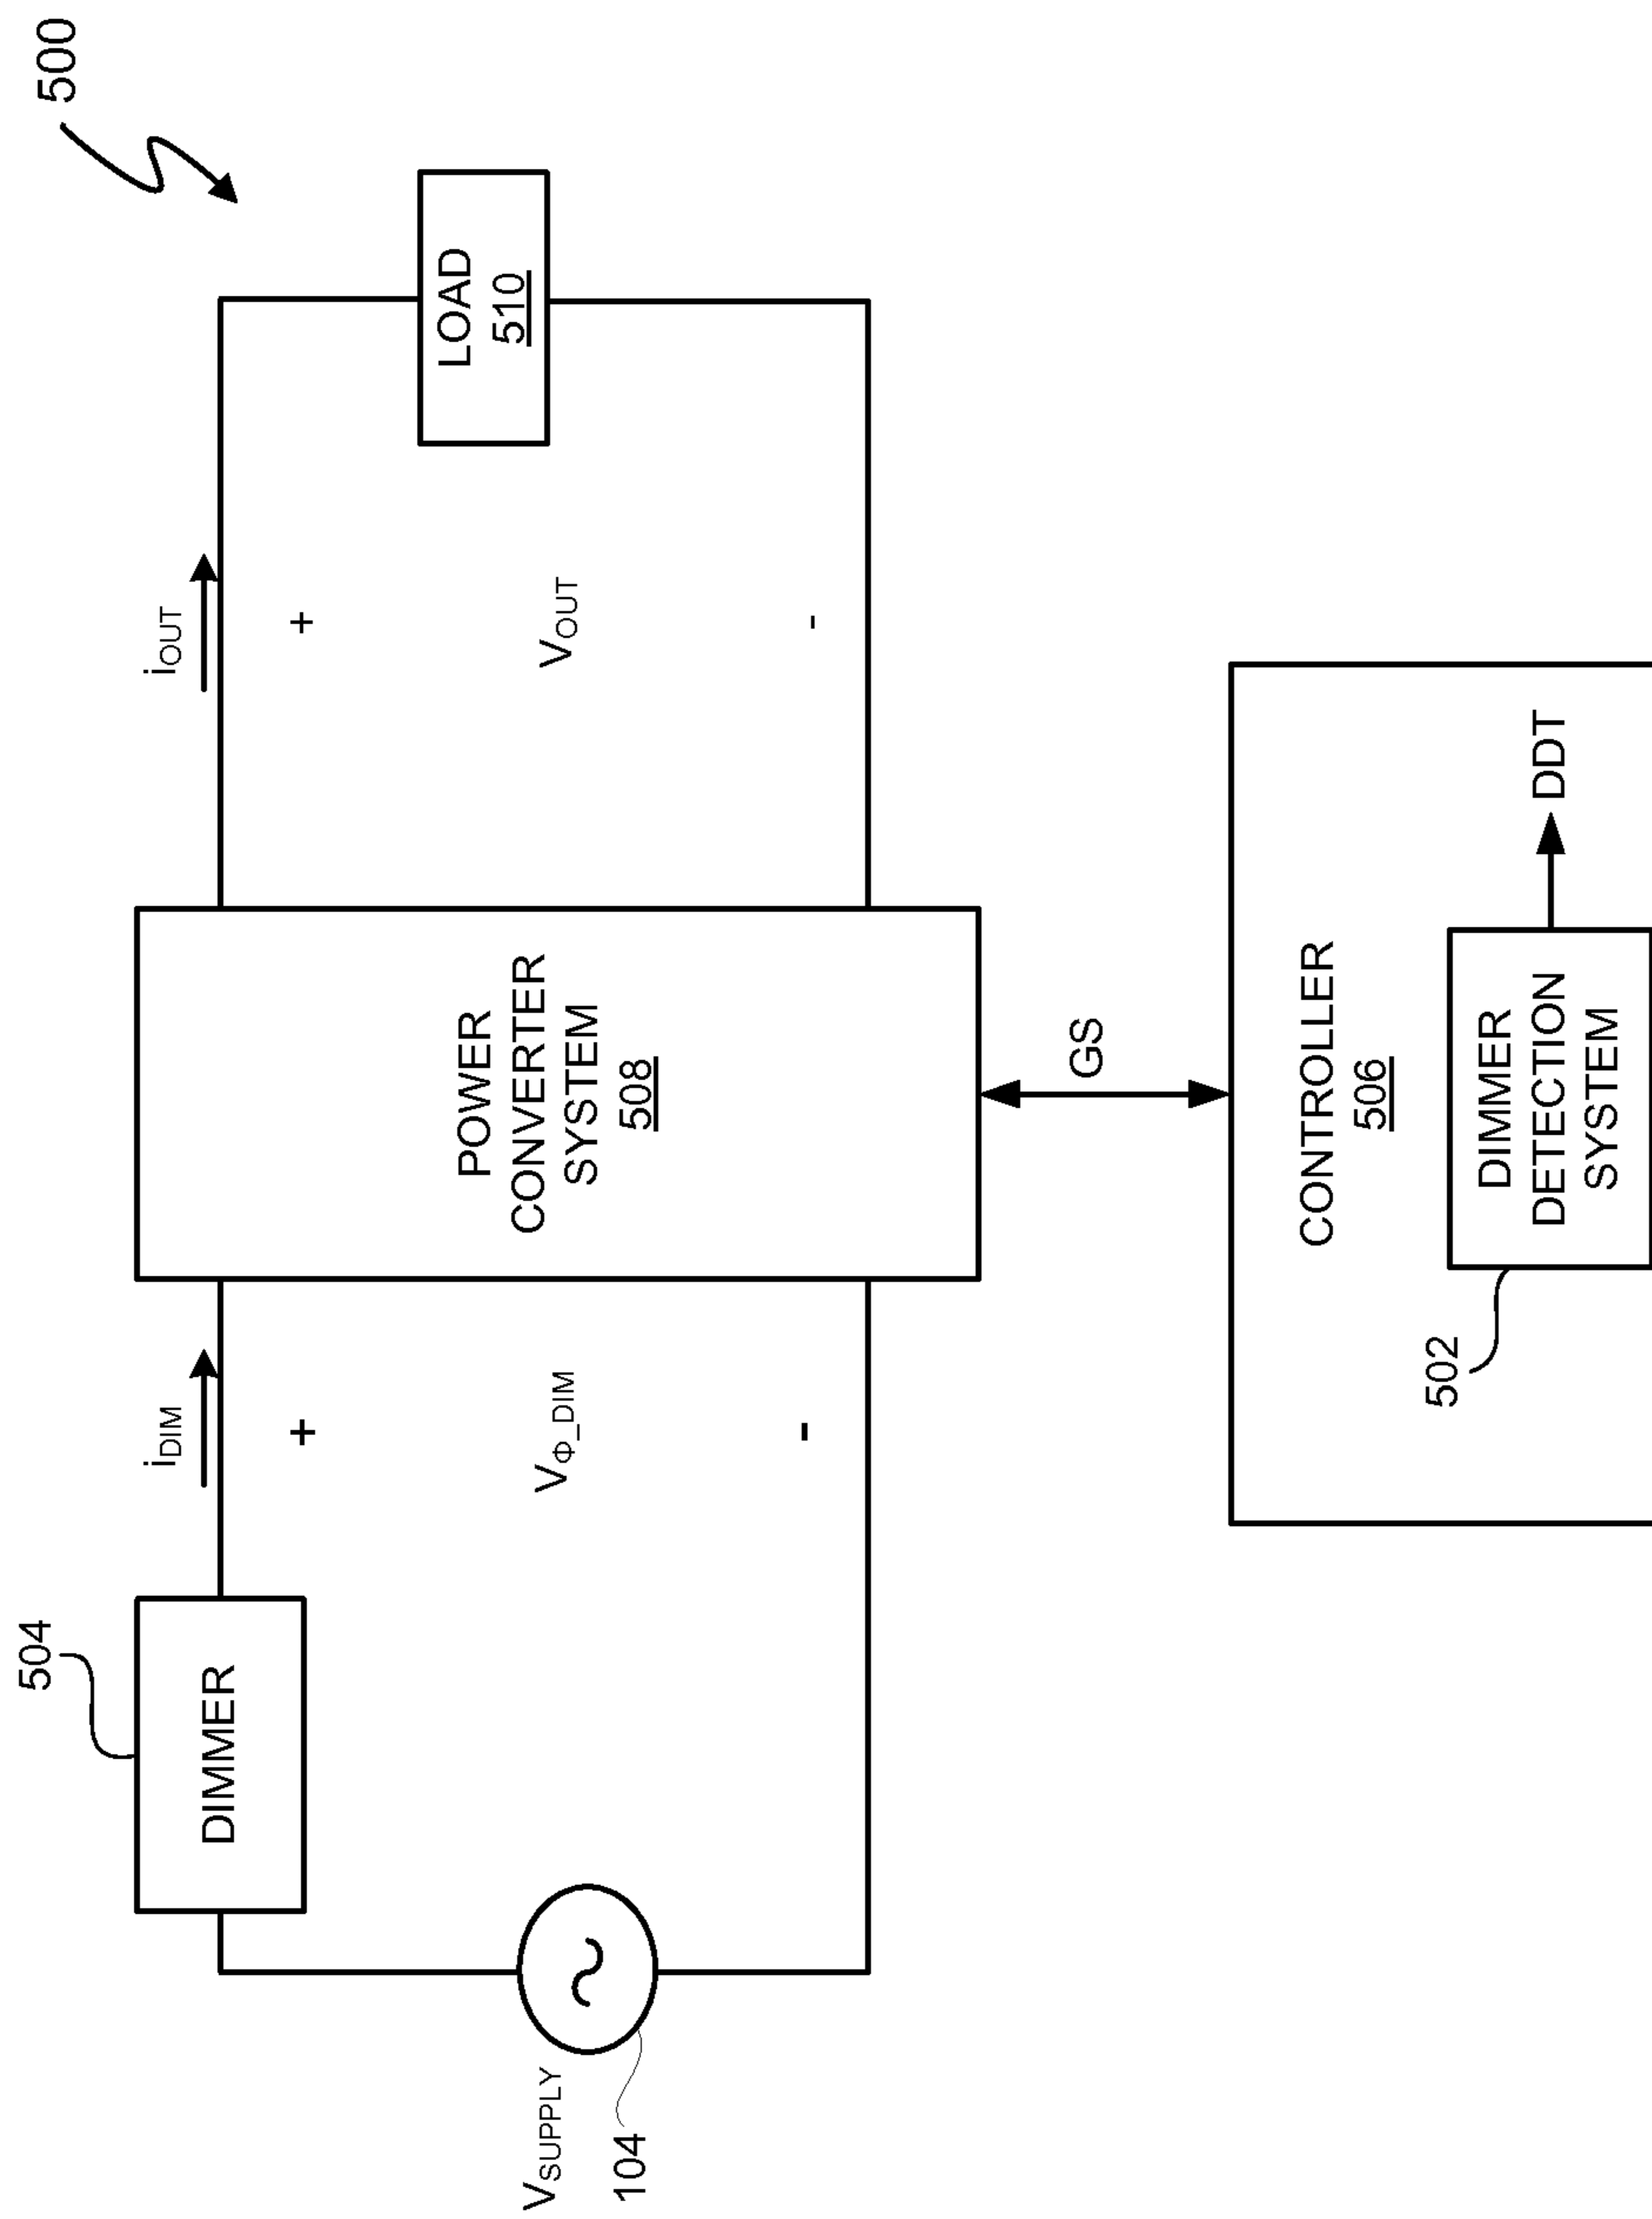 500
504
DIMMER
iDIM
+
VΦ_DIM
-
VSUPPLY
104
POWER
CONVERTER
SYSTEM
508
iOUT
+
VOUT
-
LOAD
510
GS
CONTROLLER
506
502
DIMMER
DETECTION
SYSTEM
DDT